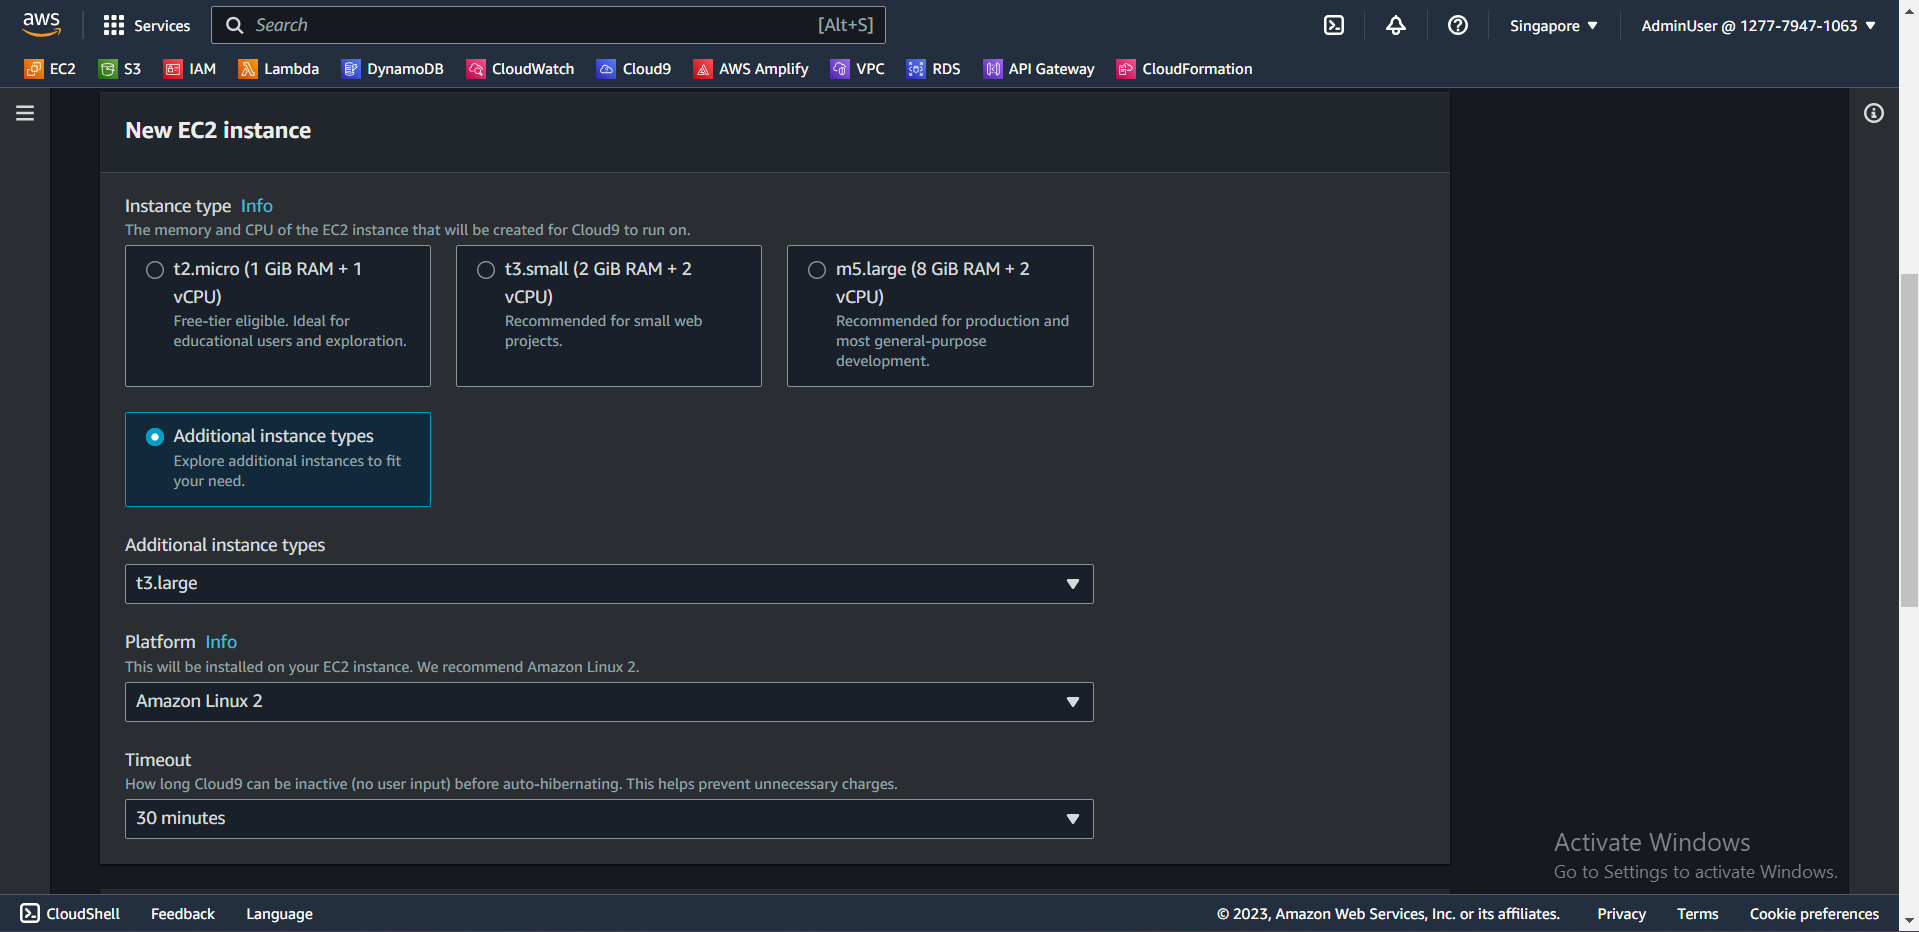 aws
Services
Search
[Alt+S]
Singapore
AdminUser @ 1277-7947-1063
EC2
S3
IAM
Lambda
DynamoDB
CloudWatch
Cloud9
AWS Amplify
VPC
RDS
API Gateway
CloudFormation
New EC2 instance
Instance type Info
The memory and CPU of the EC2 instance that will be created for Cloud9 to run on.
t2.micro (1 GiB RAM + 1
vCPU)
Free-tier eligible. Ideal for
educational users and exploration.
t3.small (2 GiB RAM + 2
vCPU)
Recommended for small web
projects.
m5.large (8 GiB RAM + 2
vCPU)
Recommended for production and
most general-purpose
development.
Additional instance types
Explore additional instances to fit
your need.
Additional instance types
t3.large
Platform Info
This will be installed on your EC2 instance. We recommend Amazon Linux 2.
Amazon Linux 2
Timeout
How long Cloud9 can be inactive (no user input) before auto-hibernating. This helps prevent unnecessary charges.
30 minutes
Activate Windows
Go to Settings to activate Windows.
CloudShell
Feedback
Language
© 2023, Amazon Web Services, Inc. or its affiliates.
Privacy
Terms
Cookie preferences